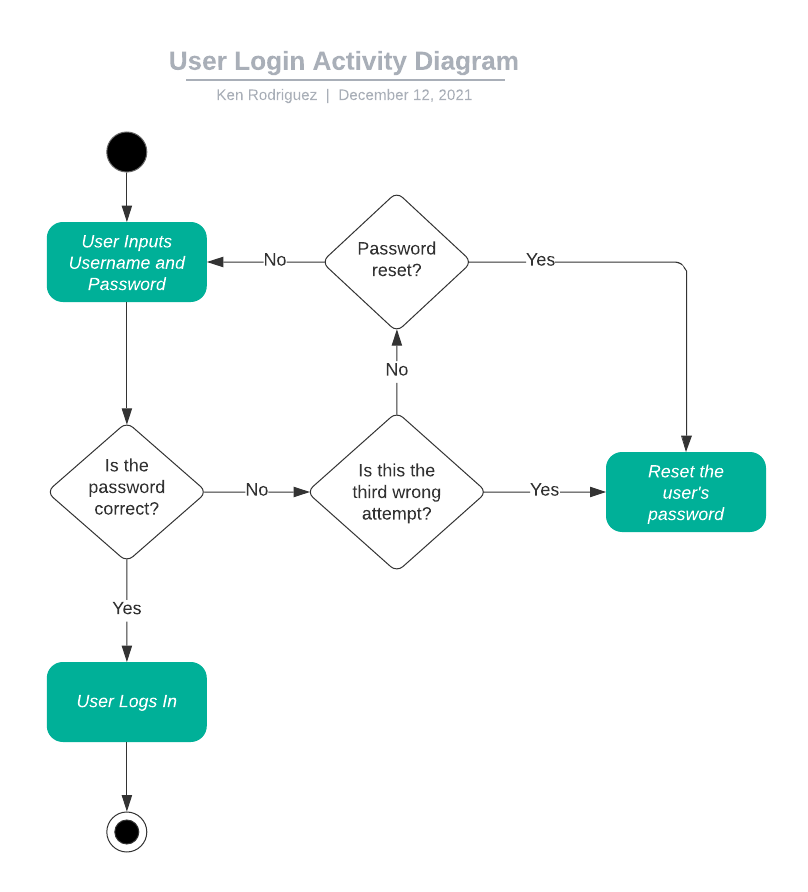 User Login Activity Diagram
Ken Rodriguez | December 12, 2021
User Inputs
Username and
Password
No
Password
reset?
Yes
No
Is the
password
correct?
No
Is this the
third wrong
attempt?
Yes
Reset the
user's
password
Yes
User Logs In